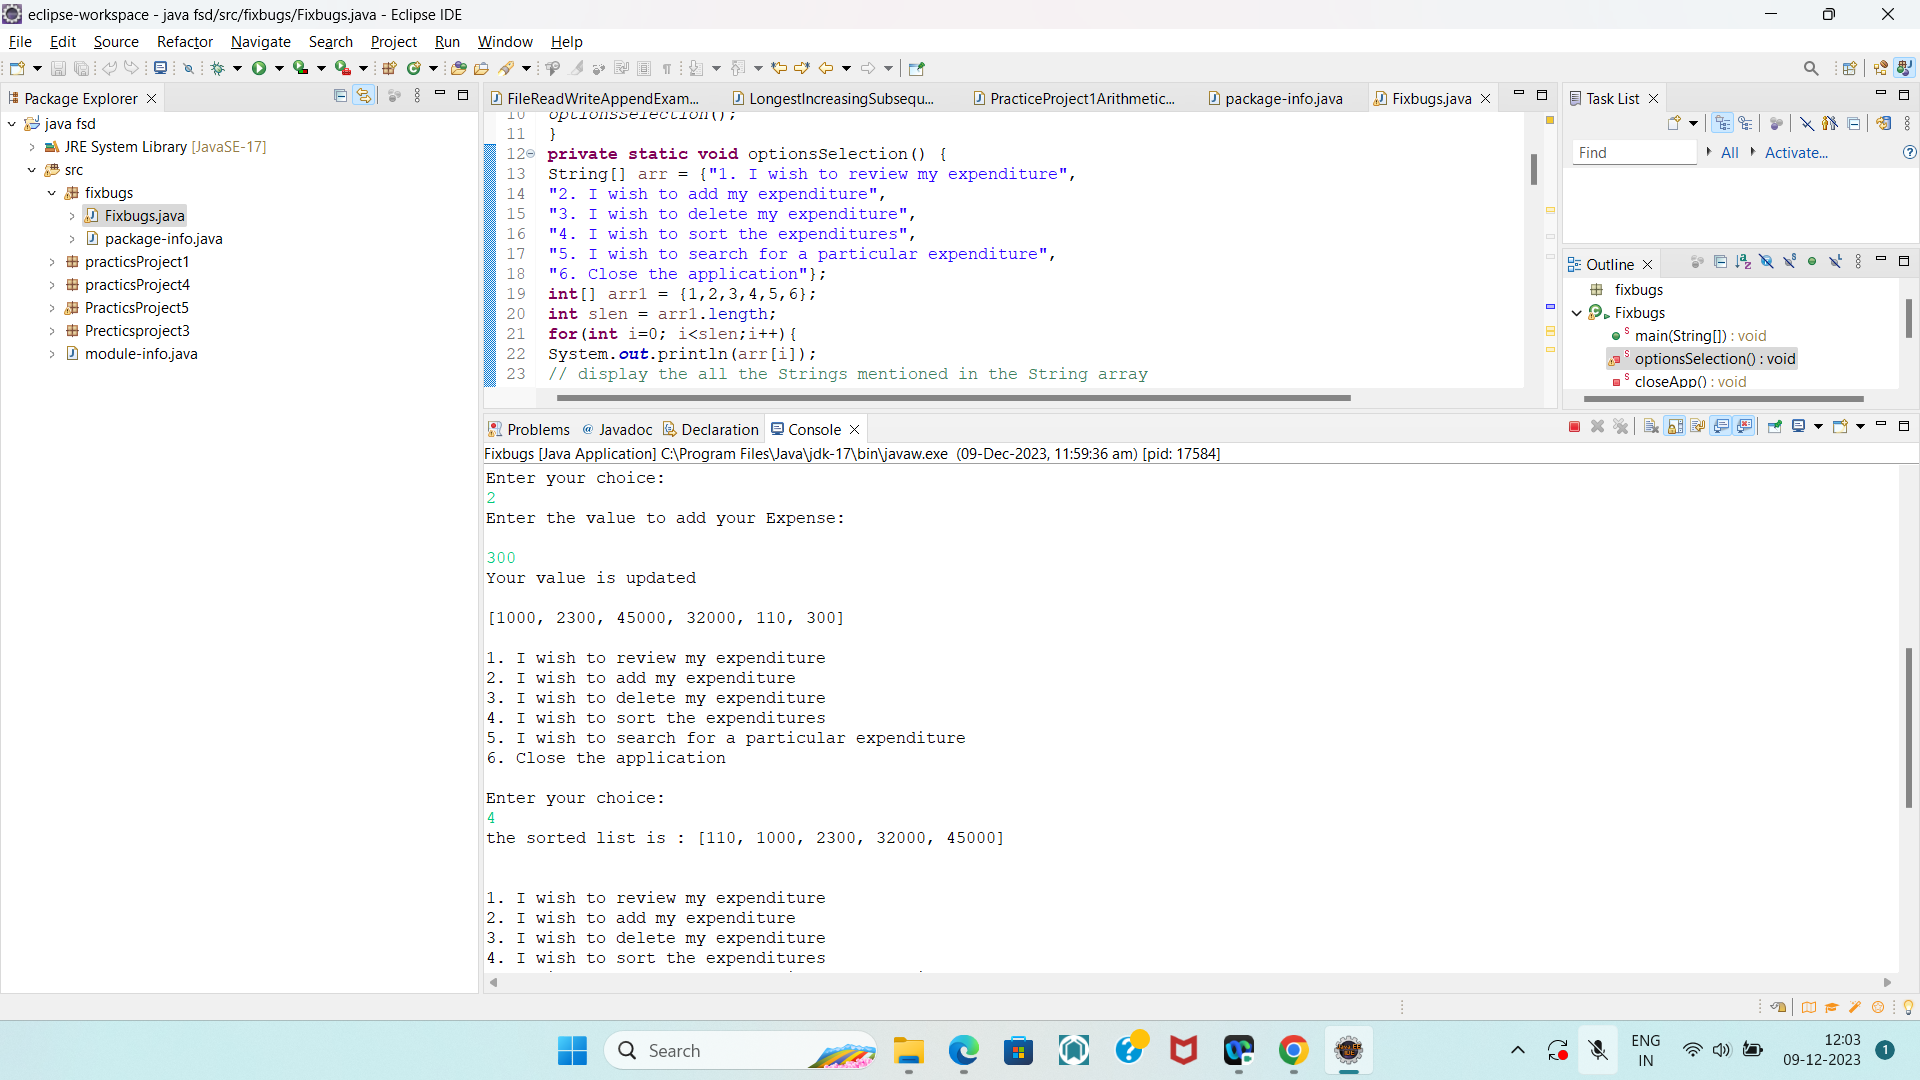 eclipse-workspace - java fsd/src/fixbugs/Fixbugs.java - Eclipse IDE
File Edit Source Refactor Navigate Search Project Run Window Help
Package Explorer
java fsd
JRE System Library [JavaSE-17]
src
fixbugs
Fixbugs.java
package-info.java
practicsProject1
practicsProject4
PracticsProject5
Precticsproject3
module-info.java
FileReadWriteAppendExam... LongestIncreasingSubsequ... PracticeProject1Arithmetic... package-info.java Fixbugs.java
10 optionsSelection();
11 }
12 private static void optionsSelection() {
13 String[] arr = {"1. I wish to review my expenditure",
14 "2. I wish to add my expenditure",
15 "3. I wish to delete my expenditure",
16 "4. I wish to sort the expenditures",
17 "5. I wish to search for a particular expenditure",
18 "6. Close the application"};
19 int[] arr1 = {1,2,3,4,5,6};
20 int slen = arr1.length;
21 for(int i=0; i<slen;i++){
22 System.out.println(arr[i]);
23 // display the all the Strings mentioned in the String array
Task List
Find All Activate...
Outline
fixbugs
Fixbugs
main(String[]) : void
optionsSelection() : void
closeApp() : void
Problems Javadoc Declaration Console
Fixbugs [Java Application] C:\Program Files\Java\jdk-17\bin\javaw.exe (09-Dec-2023, 11:59:36 am) [pid: 17584]
Enter your choice:
2
Enter the value to add your Expense:
300
Your value is updated
[1000, 2300, 45000, 32000, 110, 300]
1. I wish to review my expenditure
2. I wish to add my expenditure
3. I wish to delete my expenditure
4. I wish to sort the expenditures
5. I wish to search for a particular expenditure
6. Close the application
Enter your choice:
4
the sorted list is : [110, 1000, 2300, 32000, 45000]
1. I wish to review my expenditure
2. I wish to add my expenditure
3. I wish to delete my expenditure
4. I wish to sort the expenditures
Search
ENG
IN
12:03
09-12-2023
1